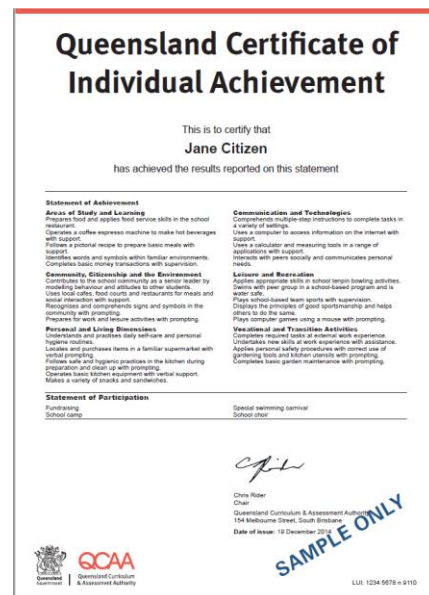 Queensland Certificate of
Individual Achievement
This is to certify that
Jane Citizen
has achieved the results reported on this statement
Statement of Achievement
Areas of Study and Learning
Prepares food and applies food service skills in the school
restaurant.
Operates a coffee espresso machine to make hot beverages
with support.
Follows a pictorial recipe to prepare basic meals with
support.
Identifies words and symbols within familiar environments.
Completes basic money transactions with supervision.
Community, Citizenship and the Environment
Contributes to the school community as a senior leader by
modelling behaviour and attitudes to other students.
Uses local cafes, food courts and restaurants for meals and
social interaction with support.
Recognises and comprehends signs and symbols in the
community with prompting.
Prepares for work and leisure activities with prompting.
Personal and Living Dimensions
Understands and practises daily self-care and personal
hygiene routines.
Locates and purchases items in a familiar supermarket with
verbal prompting.
Follows safe and hygienic practices in the kitchen during
preparation and clean up with prompting.
Operates basic kitchen equipment with verbal support.
Makes a variety of snacks and sandwiches.
Communication and Technologies
Comprehends multiple-step instructions to complete tasks in
a variety of settings.
Uses a computer to access information on the internet with
support.
Uses a calculator and measuring tools in a range of
applications with support.
Interacts with peers socially and communicates personal
needs.
Leisure and Recreation
Applies appropriate skills in school tenpin bowling activities.
Swims with peer group in a school-based program and is
water safe.
Plays school-based team sports with supervision.
Displays the principles of good sportsmanship and helps
others to do the same.
Plays computer games using a mouse with prompting.
Vocational and Transition Activities
Completes required tasks at external work experience.
Undertakes new skills at work experience with assistance.
Applies personal safety procedures with correct use of
gardening tools and kitchen utensils with prompting.
Completes basic garden maintenance with prompting.
Statement of Participation
Fundraising
School camp
Special swimming carnival
School choir
Chris Rider
Chair
Queensland Curriculum & Assessment Authority
154 Melbourne Street, South Brisbane
Date of issue: 19 December 2014
SAMPLE ONLY
Queensland
Government
QCAA
Queensland Curriculum
& Assessment Authority
LUI: 1234 5678 n 9110